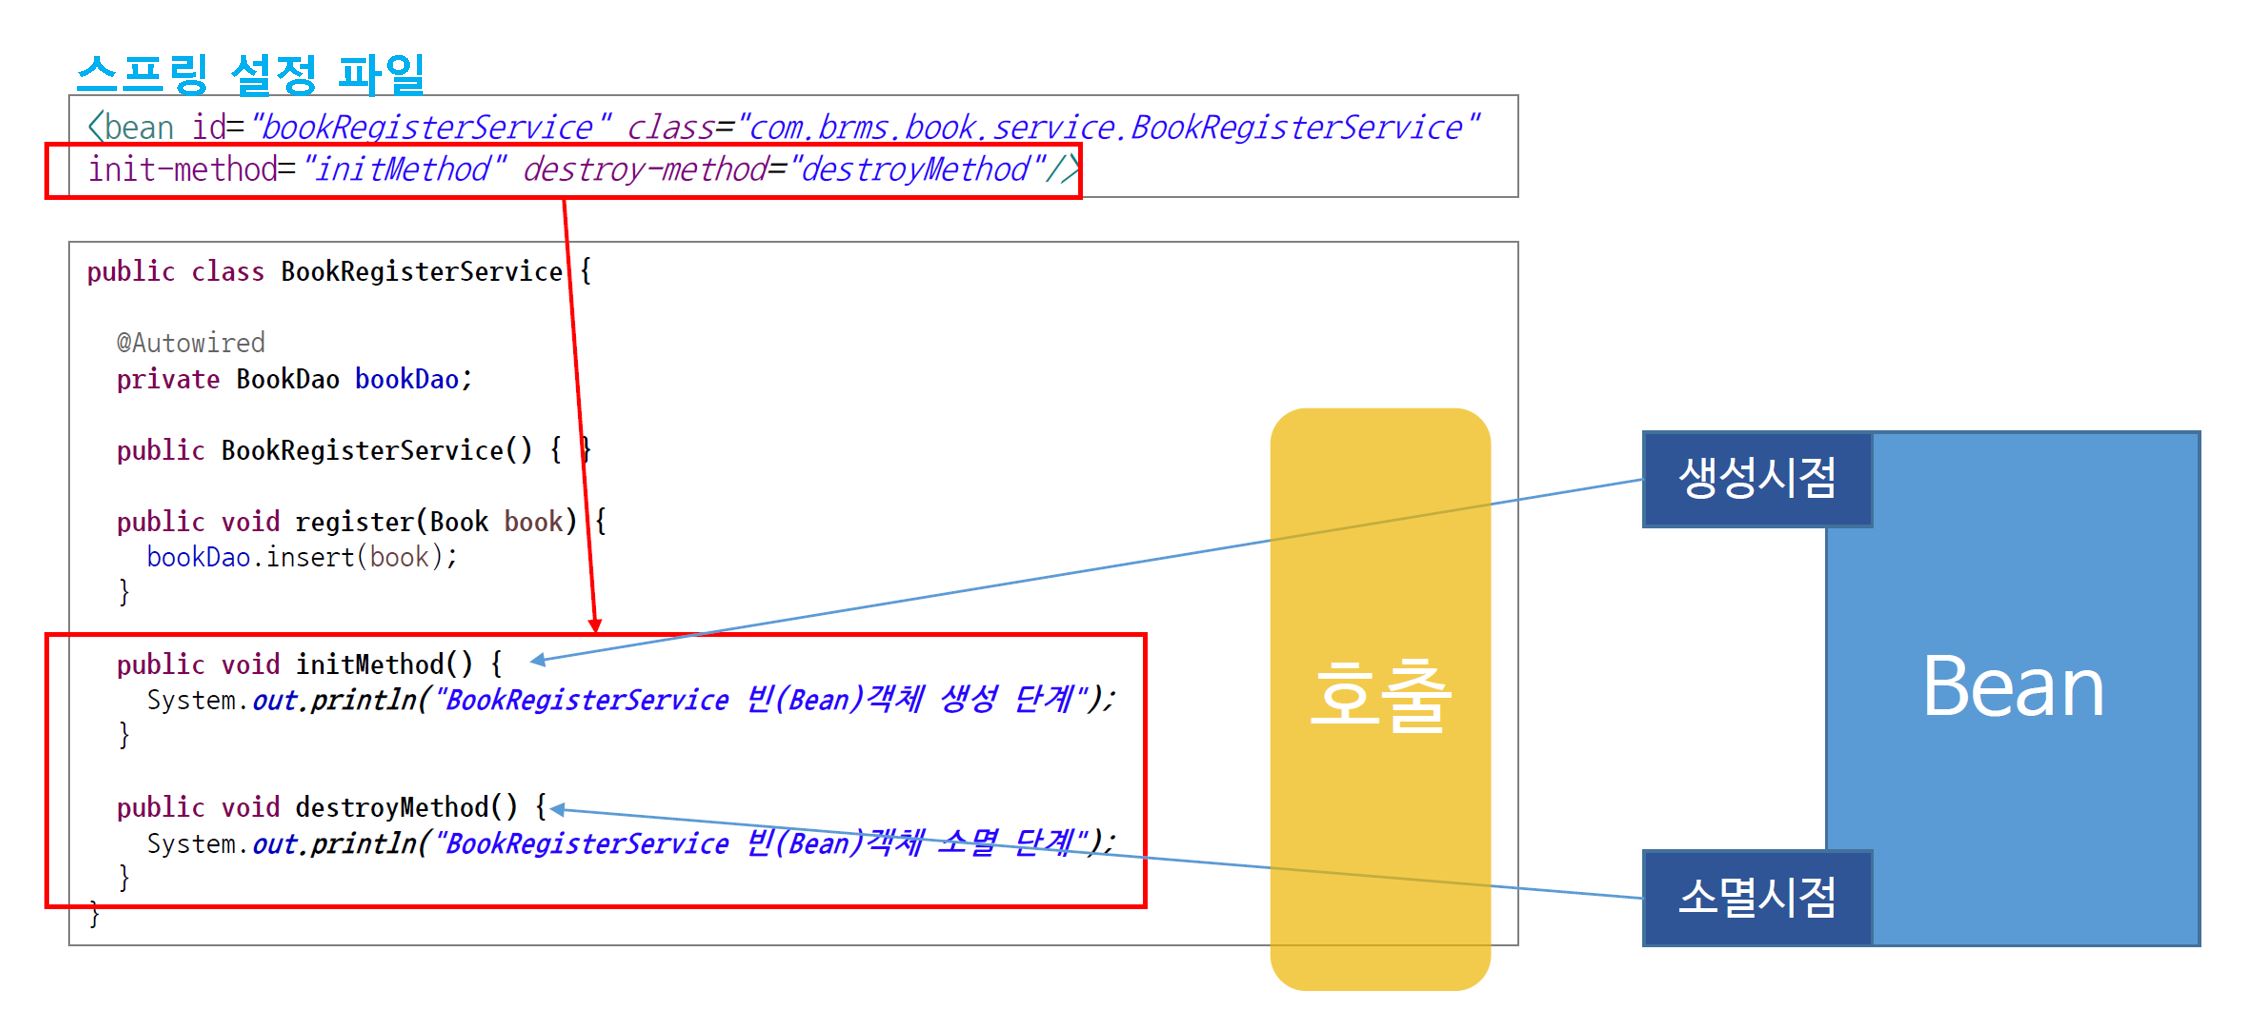 스프링 설정 파일
<bean id="bookRegisterService" class="com.brms.book.service.BookRegisterService"
init-method="initMethod" destroy-method="destroyMethod"/>
public class BookRegisterService {
@Autowired
private BookDao bookDao;
public BookRegisterService() { }
public void register(Book book) {
bookDao.insert(book);
}
public void initMethod() {
System.out.println("BookRegisterService 빈(Bean)객체 생성 단계");
}
public void destroyMethod() {
System.out.println("BookRegisterService 빈(Bean)객체 소멸 단계");
}
}
호출
생성시점
Bean
소멸시점